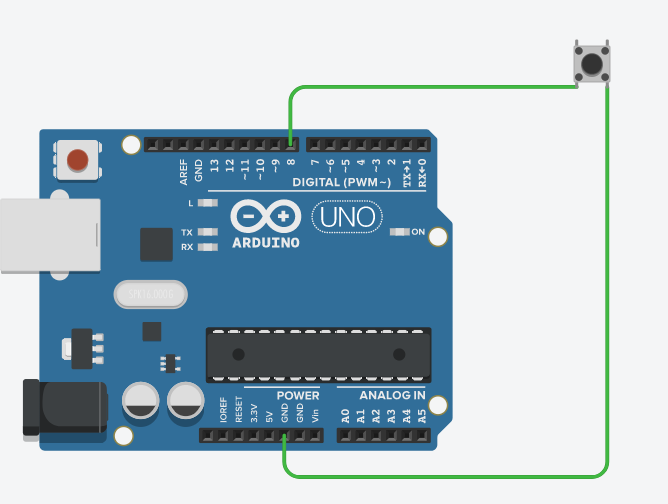 AREF
GND
13
12
~11
~10
~9
8
7
~6
~5
4
~3
2
TX→1
RX←0
DIGITAL (PWM~)
L
TX
RX
ARDUINO
UNO
ON
POWER
ANALOG IN
IOREF
RESET
3.3V
5V
GND
GND
Vin
A0
A1
A2
A3
A4
A5